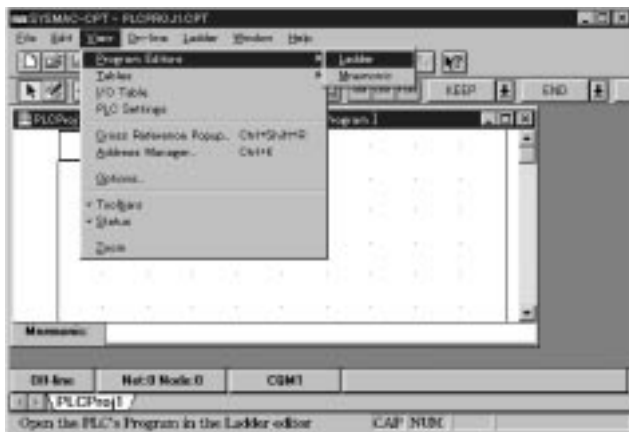 SYSMAC-CPT - PLCPROJ1.CPT
File Edit View On-line Ladder Window Help
Program Editors
Ladder
Tables
Mnemonic
I/O Table
PLC Settings
KEEP
END
Cross Reference Popup.. Ctrl+Shift+R
Address Manager.. Ctrl+E
Options..
Toolbars
Status
Zoom
Mnemonic
Off-line Net:0 Node:0 COM1
PLCProj1
Open the PLC's Program in the Ladder editor CAP NUM